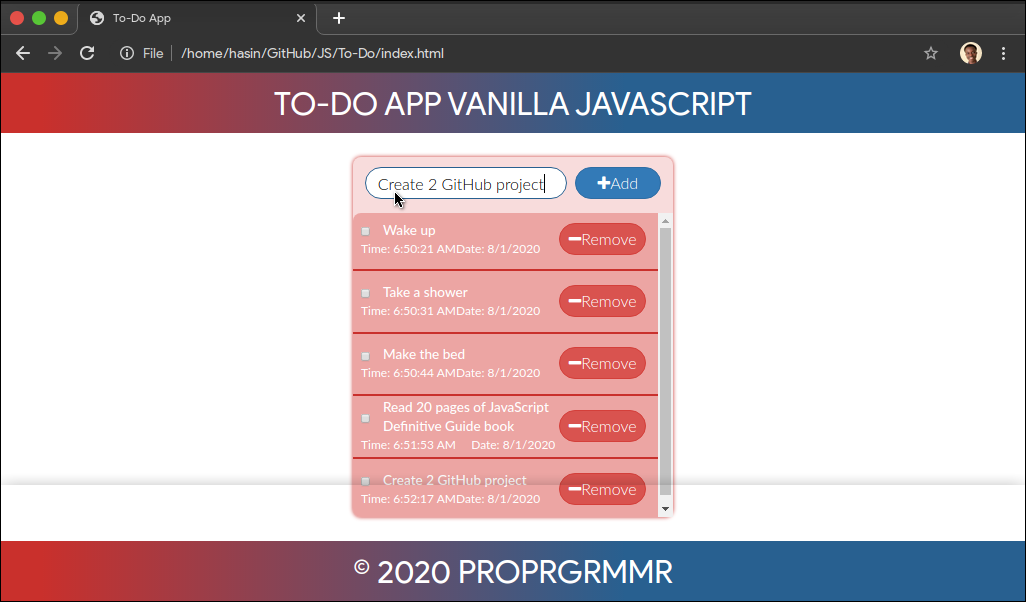 To-Do App
File /home/hasin/GitHub/JS/To-Do/index.html
TO-DO APP VANILLA JAVASCRIPT
Create 2 GitHub project
Add
Wake up
Time: 6:50:21 AMDate: 8/1/2020
Remove
Take a shower
Time: 6:50:31 AMDate: 8/1/2020
Remove
Make the bed
Time: 6:50:44 AMDate: 8/1/2020
Remove
Read 20 pages of JavaScript
Definitive Guide book
Time: 6:51:53 AM Date: 8/1/2020
Remove
Create 2 GitHub project
Time: 6:52:17 AMDate: 8/1/2020
Remove
© 2020 PROPRGRMMR